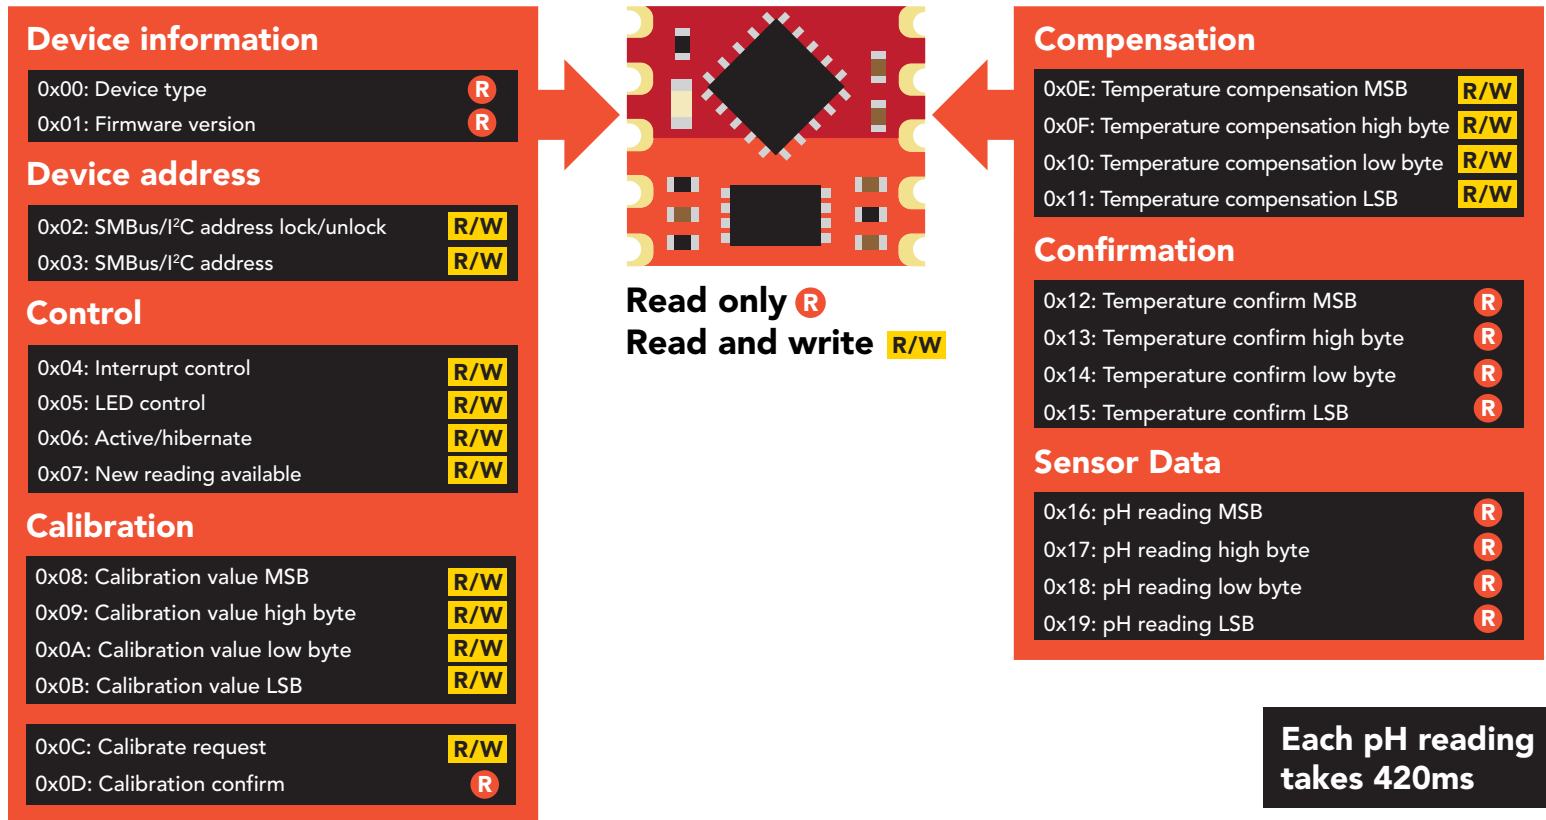 Device information
0x00: Device type R
0x01: Firmware version R
Device address
0x02: SMBus/I²C address lock/unlock R/W
0x03: SMBus/I²C address R/W
Control
0x04: Interrupt control R/W
0x05: LED control R/W
0x06: Active/hibernate R/W
0x07: New reading available R/W
Calibration
0x08: Calibration value MSB R/W
0x09: Calibration value high byte R/W
0x0A: Calibration value low byte R/W
0x0B: Calibration value LSB R/W
0x0C: Calibrate request R/W
0x0D: Calibration confirm R
Read only R
Read and write R/W
Compensation
0x0E: Temperature compensation MSB R/W
0x0F: Temperature compensation high byte R/W
0x10: Temperature compensation low byte R/W
0x11: Temperature compensation LSB R/W
Confirmation
0x12: Temperature confirm MSB R
0x13: Temperature confirm high byte R
0x14: Temperature confirm low byte R
0x15: Temperature confirm LSB R
Sensor Data
0x16: pH reading MSB R
0x17: pH reading high byte R
0x18: pH reading low byte R
0x19: pH reading LSB R
Each pH reading
takes 420ms